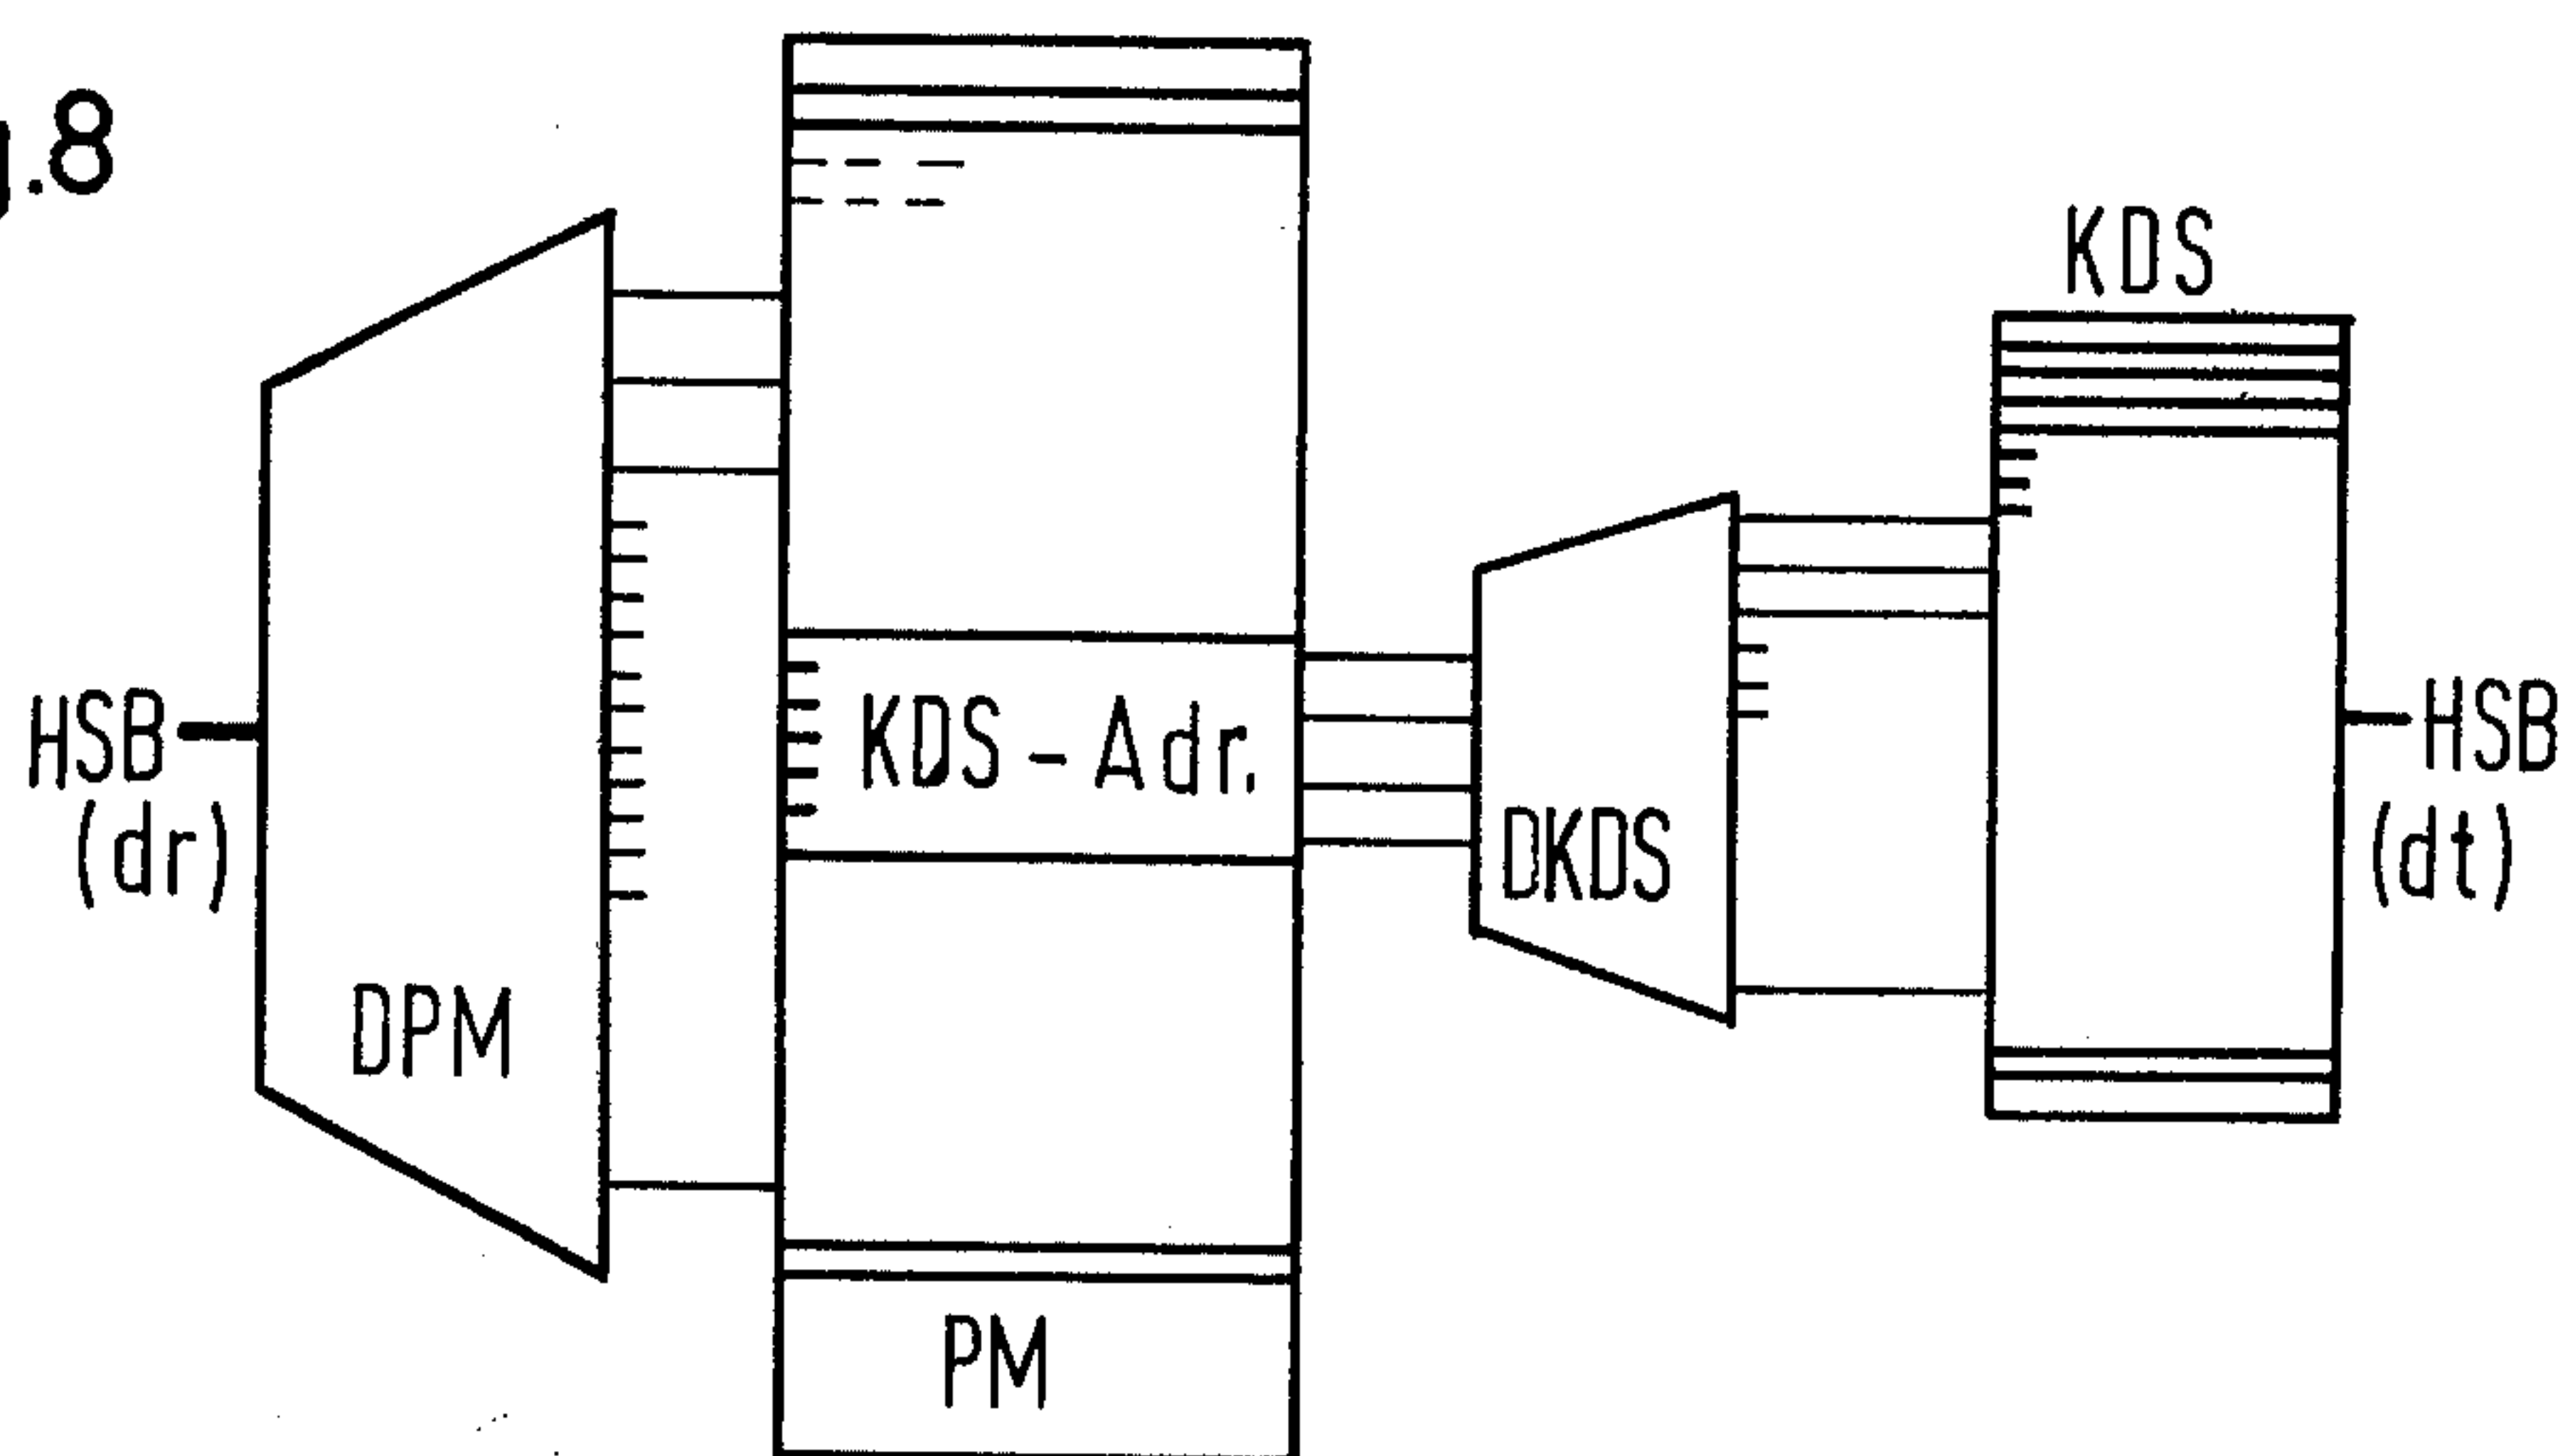 .8
KDS
HSB
(dr)
DPM
KDS - Adr.
PM
DKDS
HSB
(dt)